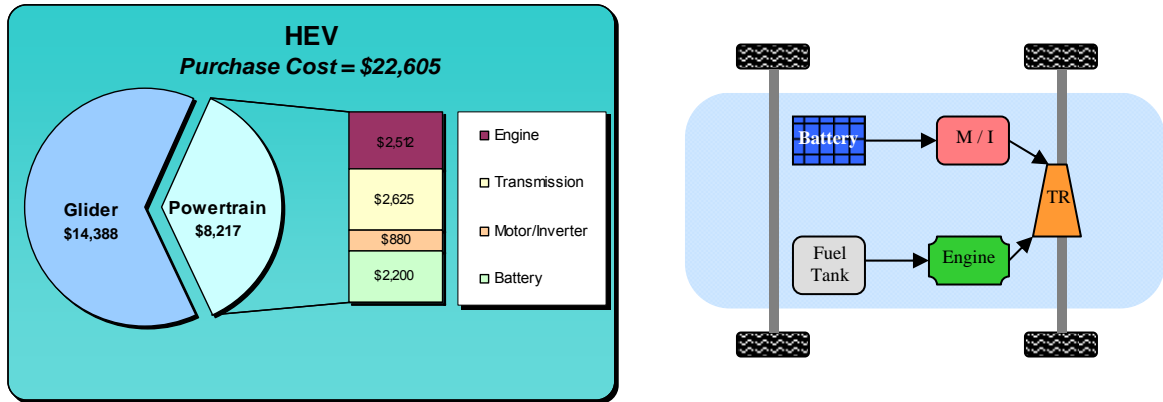 HEV
Purchase Cost = $22,605
Glider
$14,388
Powertrain
$8,217
$2,512
$2,625
$880
$2,200
Engine
Transmission
Motor/Inverter
Battery
Battery
M / I
TR
Fuel
Tank
Engine